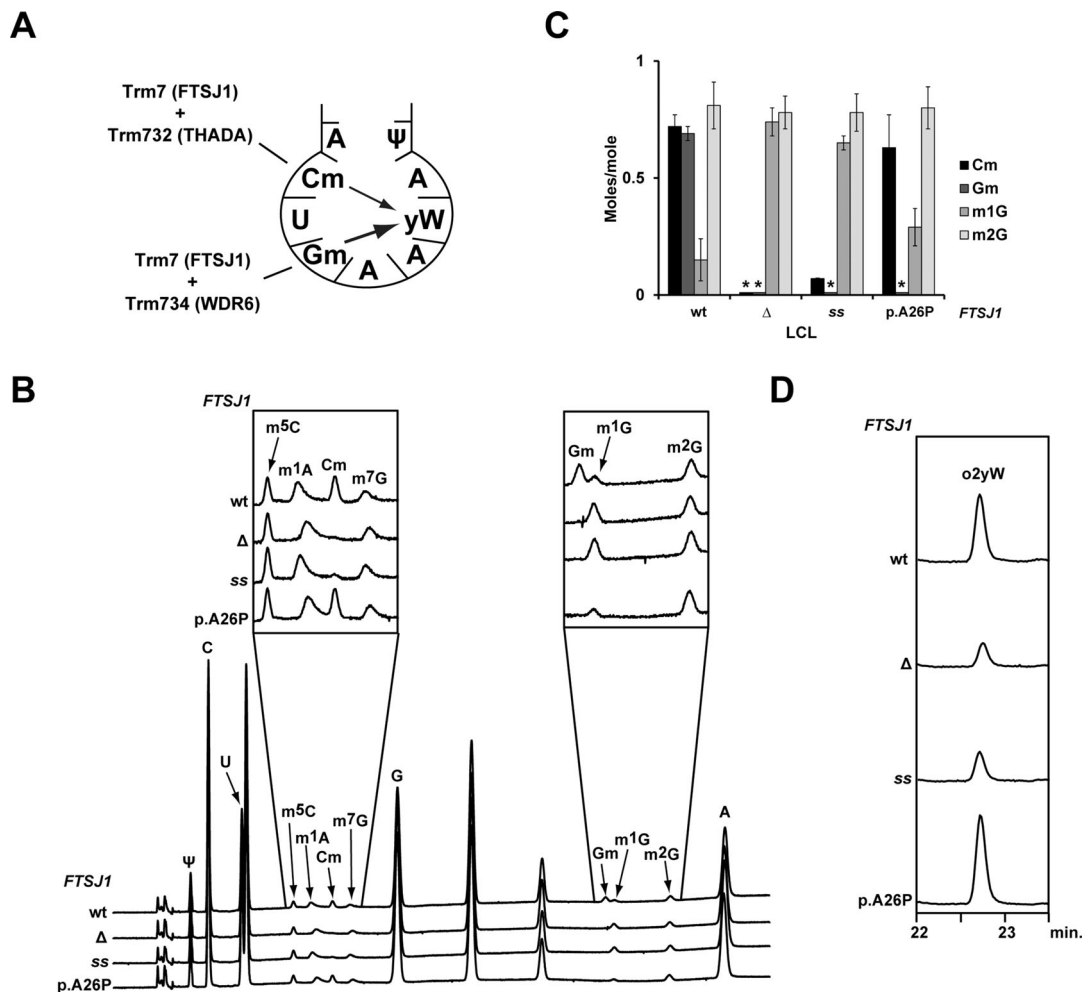 A
Trm7 (FTSJ1)
+
Trm732 (THADA)
Trm7 (FTSJ1)
+
Trm734 (WDR6)
A
Ψ
Cm
A
U
yW
Gm
A
A
C
Moles/mole
1
0.5
0
* *
*
*
wt
Δ
ss
p.A26P
FTSJ1
LCL
Cm
Gm
m1G
m2G
B
FTSJ1
m5C
m1A
Cm
m7G
wt
Δ
ss
p.A26P
Gm
m1G
m2G
C
U
Ψ
m5C
m1A
Cm
m7G
G
Gm
m1G
m2G
A
FTSJ1
wt
Δ
ss
p.A26P
D
FTSJ1
o2yW
wt
Δ
ss
p.A26P
22
23
min.